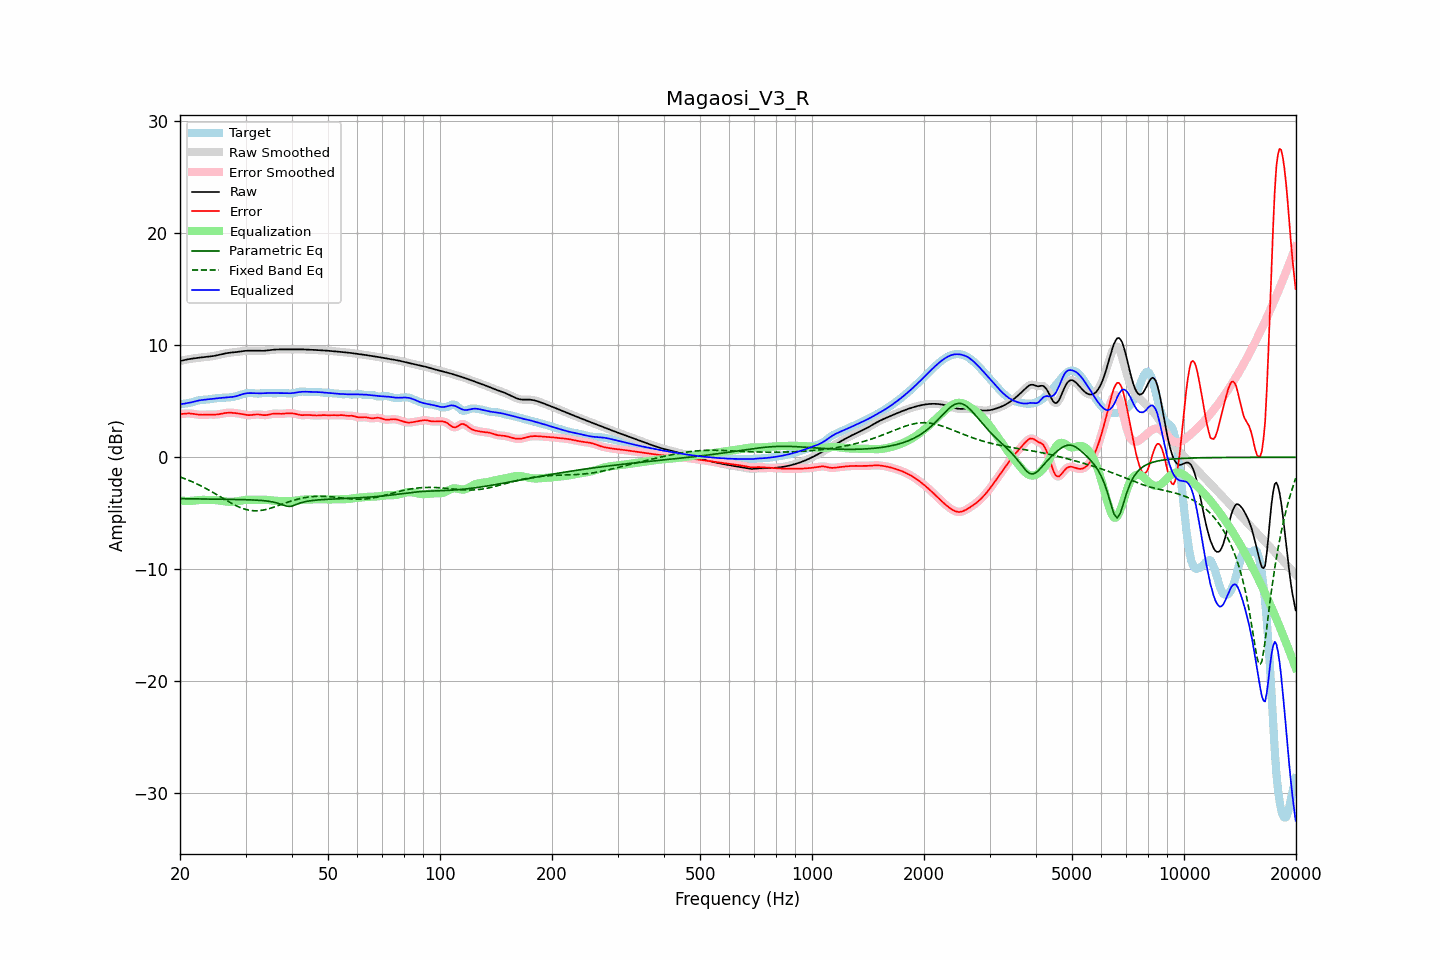 Magaosi_V3_R
Amplitude (dBr)
30
20
10
0
−10
−20
−30
Target
Raw Smoothed
Error Smoothed
Raw
Error
Equalization
Parametric Eq
Fixed Band Eq
Equalized
20 50 100 200 500 1000 2000 5000 10000 20000
Frequency (Hz)